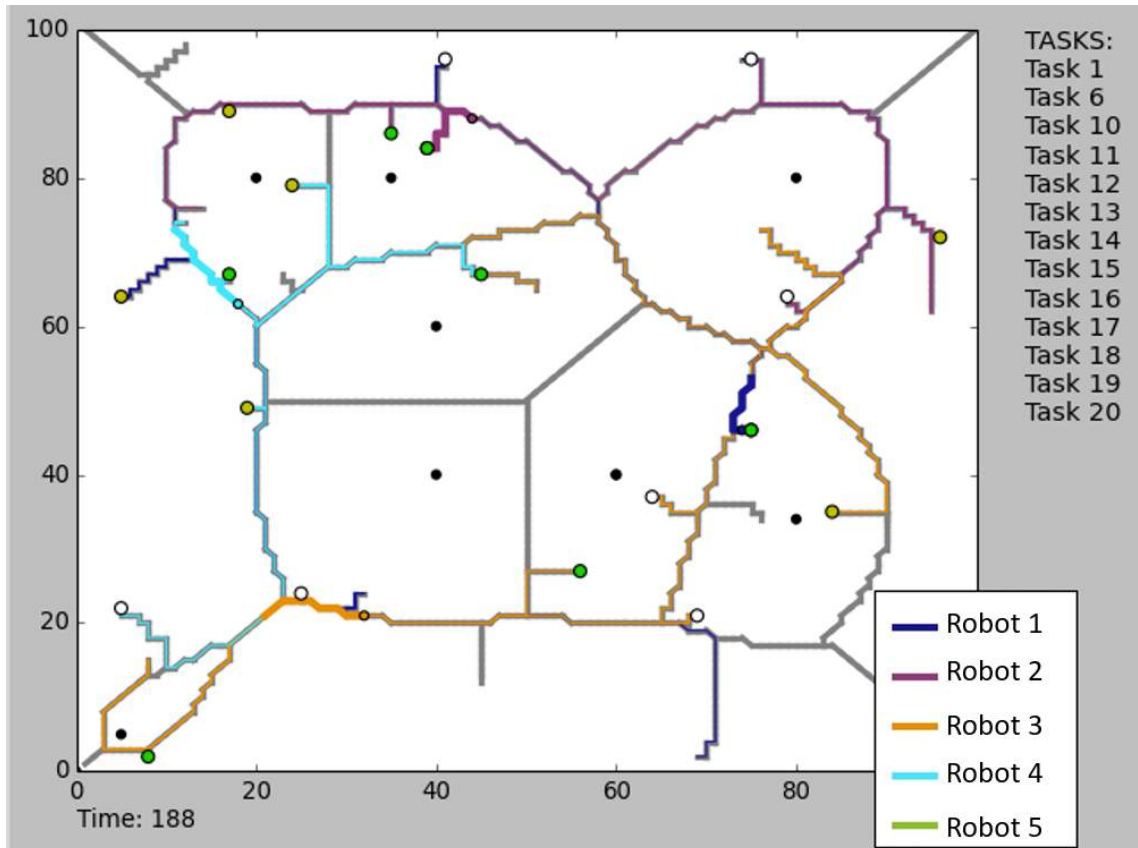 100
80
60
40
20
0
0
20
40
60
80
Time: 188
TASKS:
Task 1
Task 6
Task 10
Task 11
Task 12
Task 13
Task 14
Task 15
Task 16
Task 17
Task 18
Task 19
Task 20
Robot 1
Robot 2
Robot 3
Robot 4
Robot 5